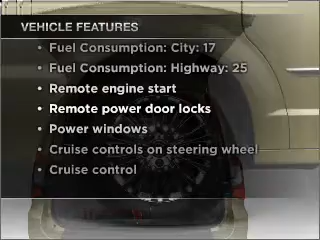 VEHICLE FEATURES
• Fuel Consumption: City: 17
• Fuel Consumption: Highway: 25
• Remote engine start
• Remote power door locks
• Power windows
• Cruise controls on steering wheel
• Cruise control